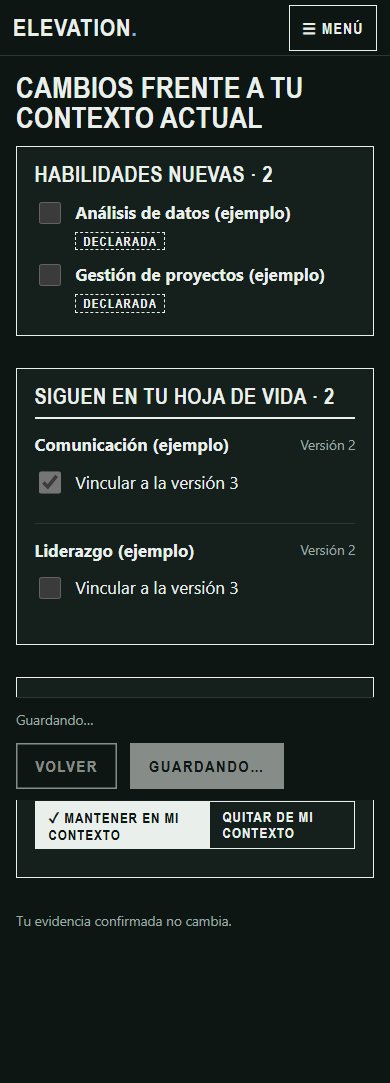 ELEVATION.
☰ MENÚ
CAMBIOS FRENTE A TU
CONTEXTO ACTUAL
HABILIDADES NUEVAS · 2
Análisis de datos (ejemplo)
DECLARADA
Gestión de proyectos (ejemplo)
DECLARADA
SIGUEN EN TU HOJA DE VIDA · 2
Comunicación (ejemplo)
Versión 2
Vincular a la versión 3
Liderazgo (ejemplo)
Versión 2
Vincular a la versión 3
Guardando…
VOLVER
GUARDANDO…
✓ MANTENER EN MI
CONTEXTO
QUITAR DE MI
CONTEXTO
Tu evidencia confirmada no cambia.